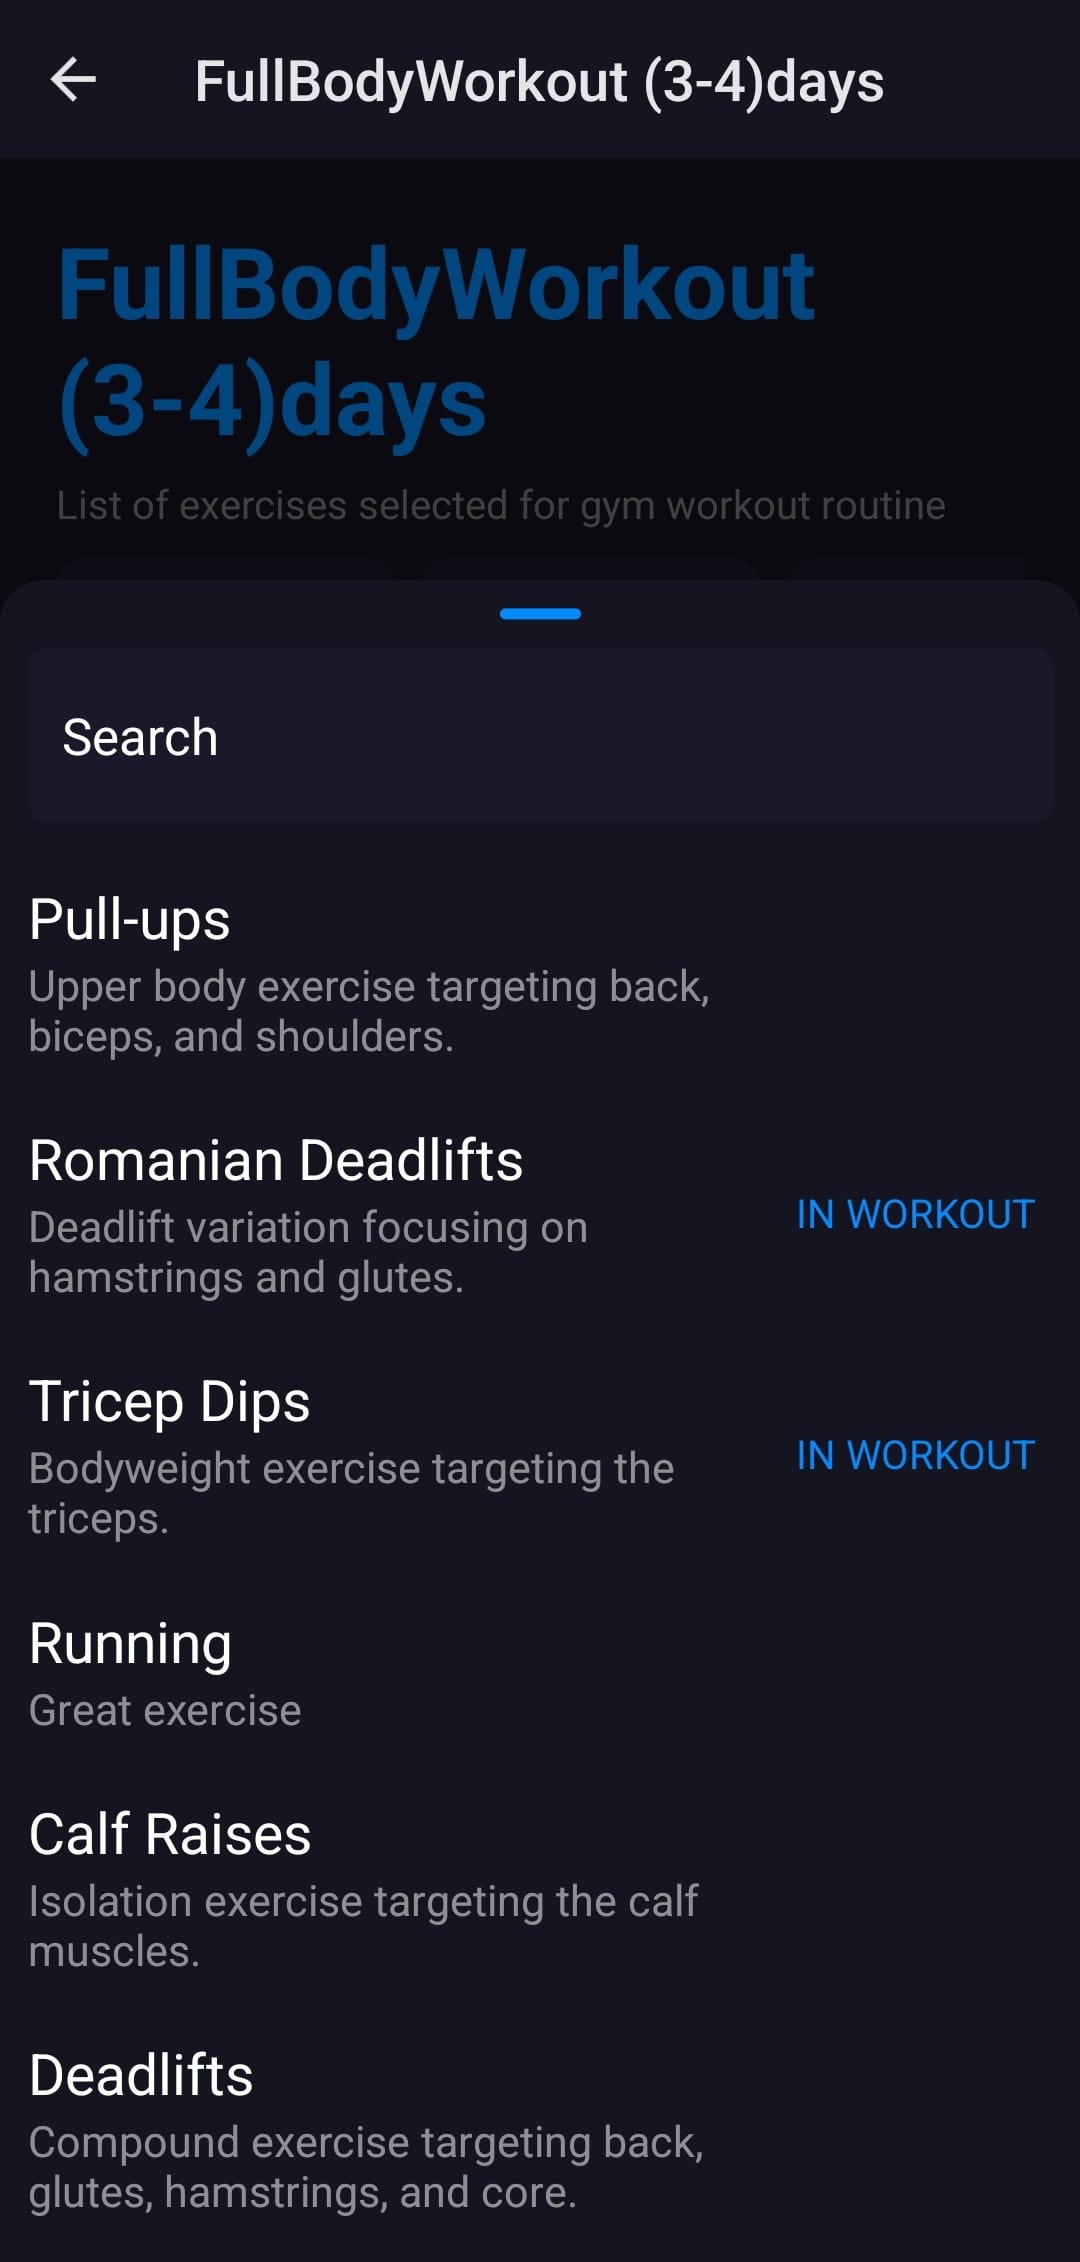 FullBodyWorkout (3-4)days
FullBodyWorkout
(3-4)days
List of exercises selected for gym workout routine
Search
Pull-ups
Upper body exercise targeting back,
biceps, and shoulders.
Romanian Deadlifts
Deadlift variation focusing on
hamstrings and glutes.
IN WORKOUT
Tricep Dips
Bodyweight exercise targeting the
triceps.
IN WORKOUT
Running
Great exercise
Calf Raises
Isolation exercise targeting the calf
muscles.
Deadlifts
Compound exercise targeting back,
glutes, hamstrings, and core.